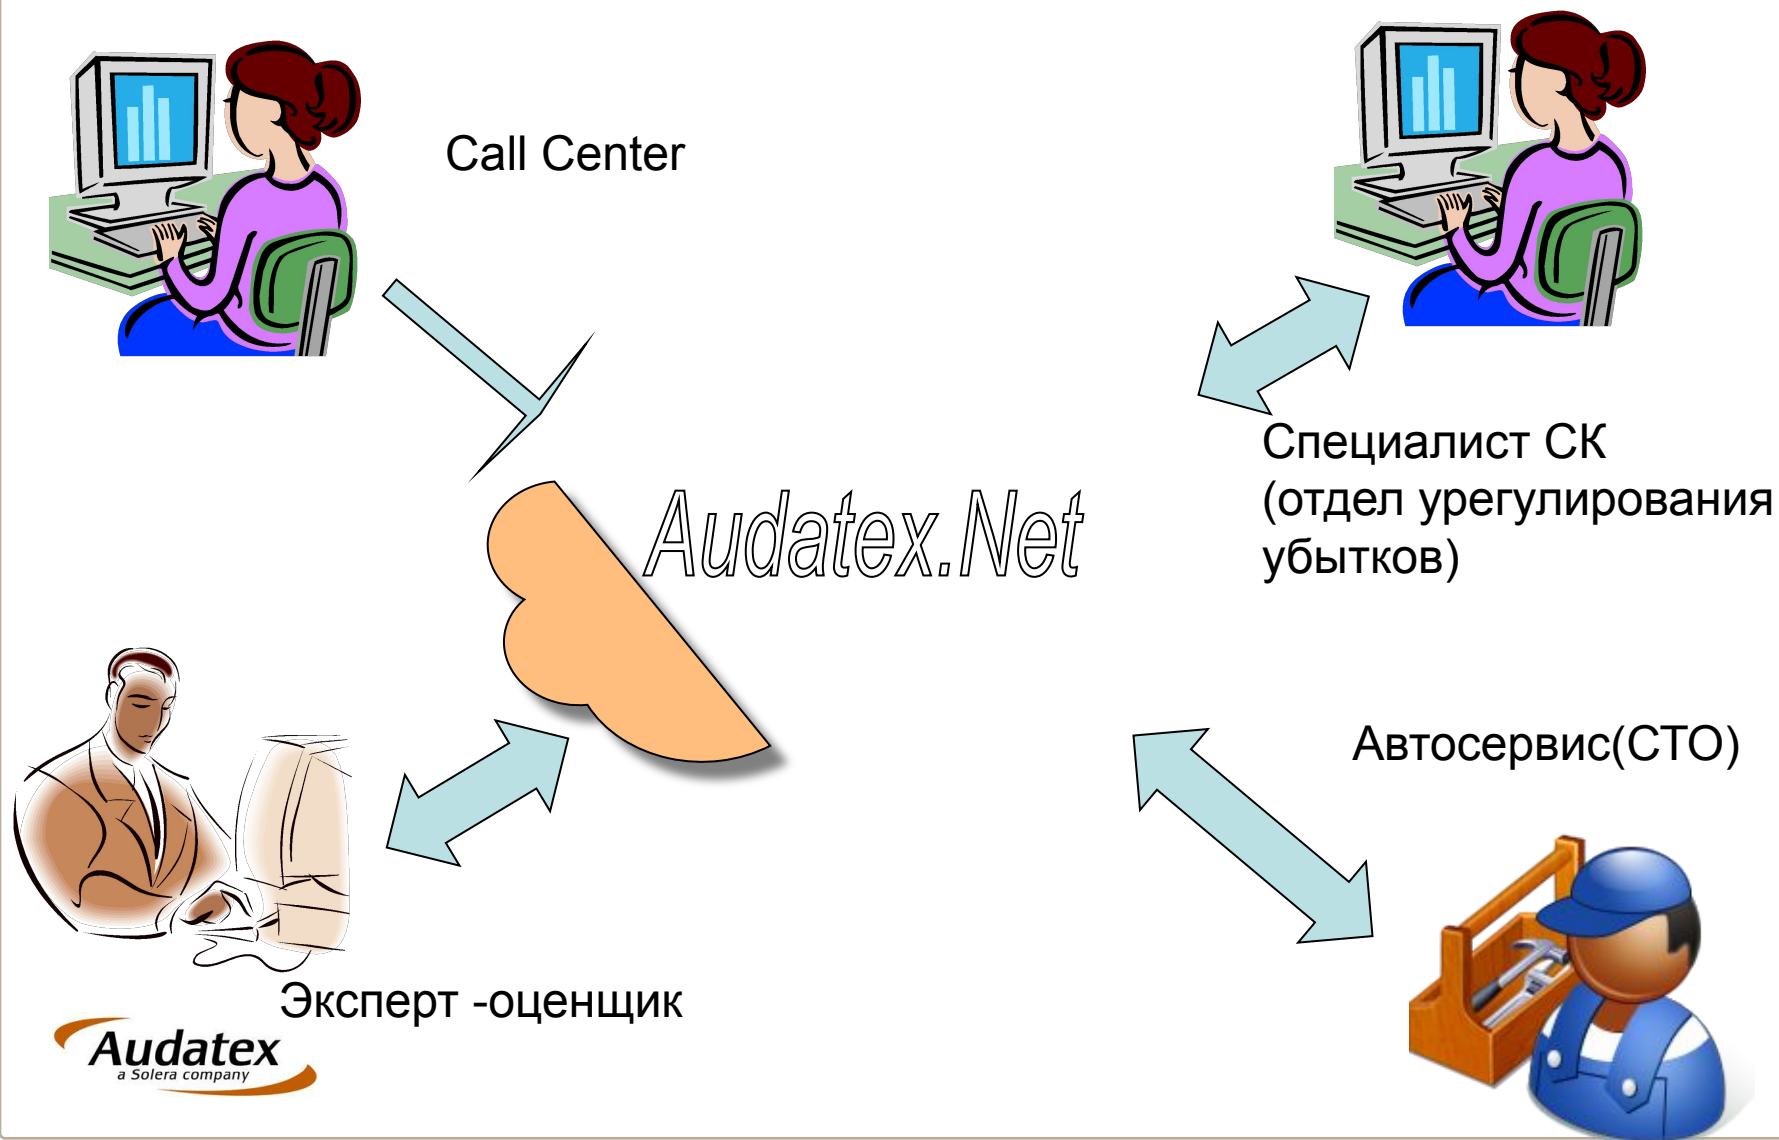 Call Center
Специалист СК
(отдел урегулирования
убытков)
Audatex.Net
Автосервис(СТО)
Эксперт -оценщик
Audatex
a Solera company